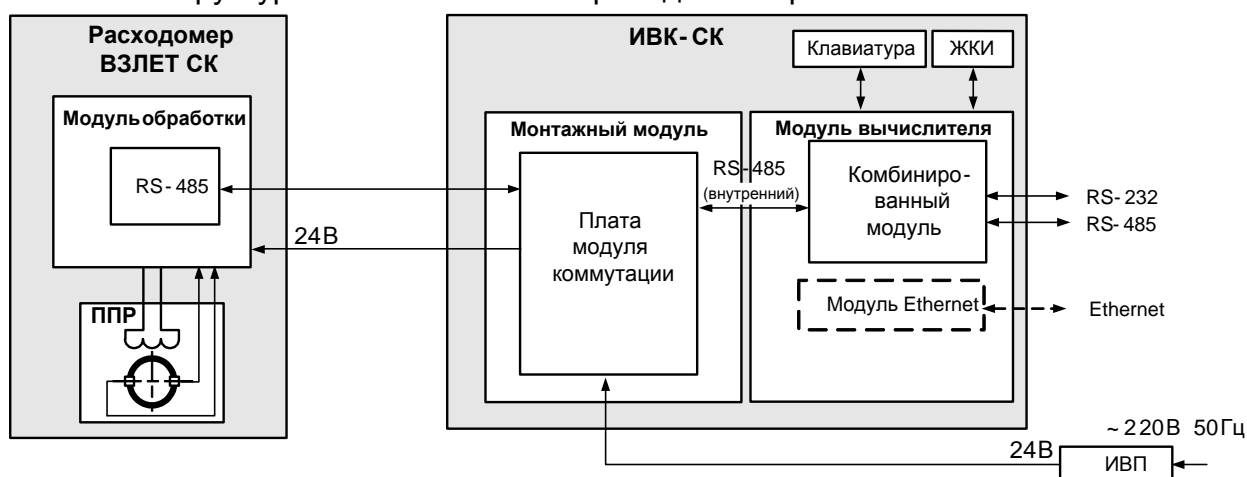 Расходомер
ВЗЛЕТ СК
Модуль обработки
RS-485
24В
ППР
ИВК-СК
Клавиатура
ЖКИ
Монтажный модуль
Плата
модуля
коммутации
RS-485
(внутренний)
Модуль вычислителя
Комбиниро-
ванный
модуль
Модуль Ethernet
RS-232
RS-485
Ethernet
~220В 50Гц
24В
ИВП